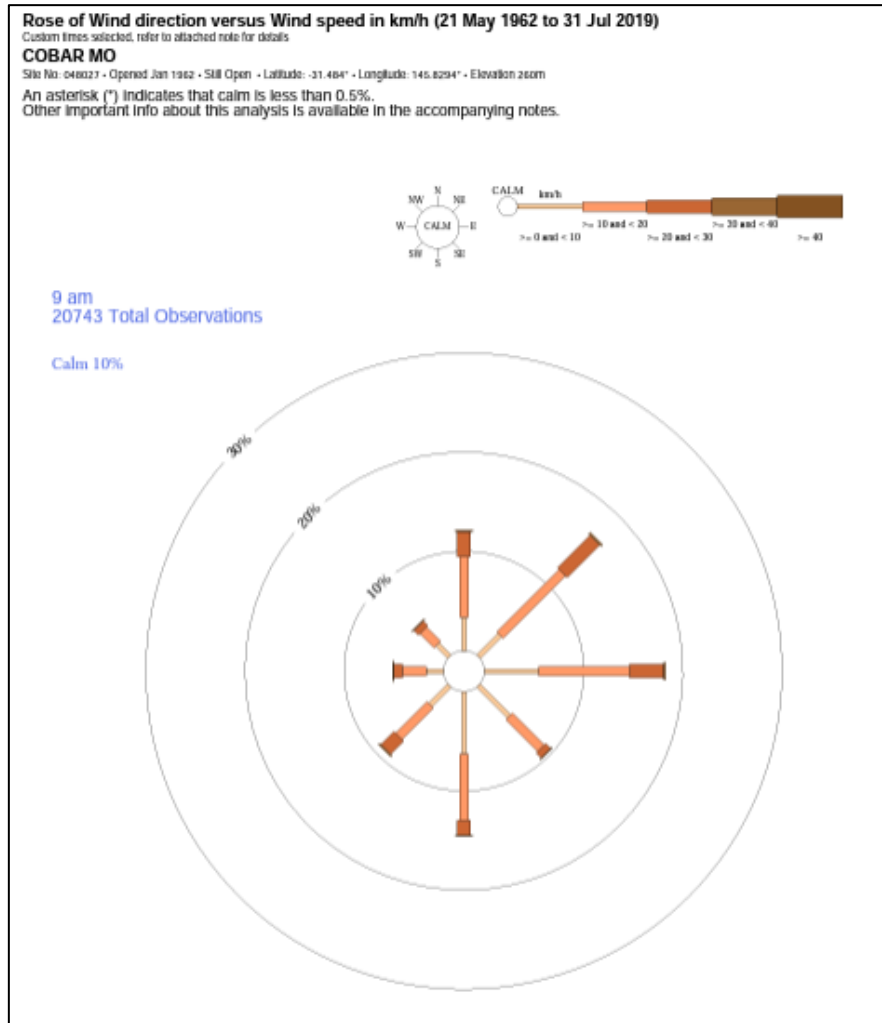 Rose of Wind direction versus Wind speed in km/h (21 May 1962 to 31 Jul 2019)
Custom times selected, refer to attached note for details
COBAR MO
Site No: 048027 • Opened Jan 1962 • Still Open • Latitude: -31.484° • Longitude: 145.8294° • Elevation 260m
An asterisk (*) indicates that calm is less than 0.5%.
Other important info about this analysis is available in the accompanying notes.
N
NW NE
W CALM E
SW SE
S
CALM km/h
>= 10 and < 20 >= 30 and < 40
>= 0 and < 10 >= 20 and < 30 >= 40
9 am
20743 Total Observations
Calm 10%
30%
20%
10%